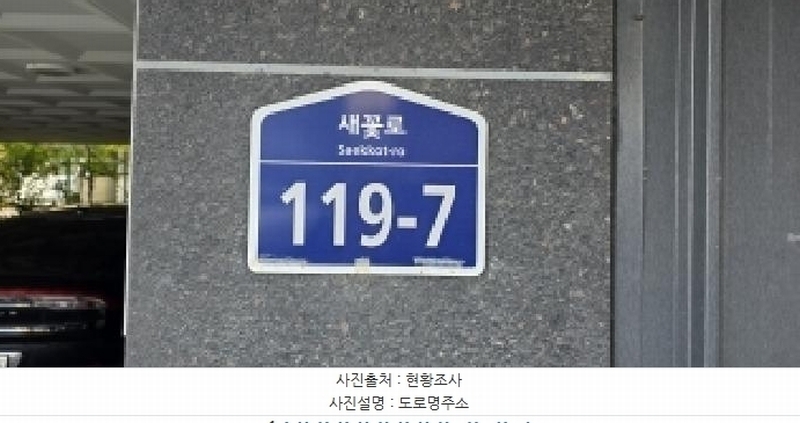 새꽃로
Saekkot-ro
119-7
사진출처 : 현황조사
사진설명 : 도로명주소